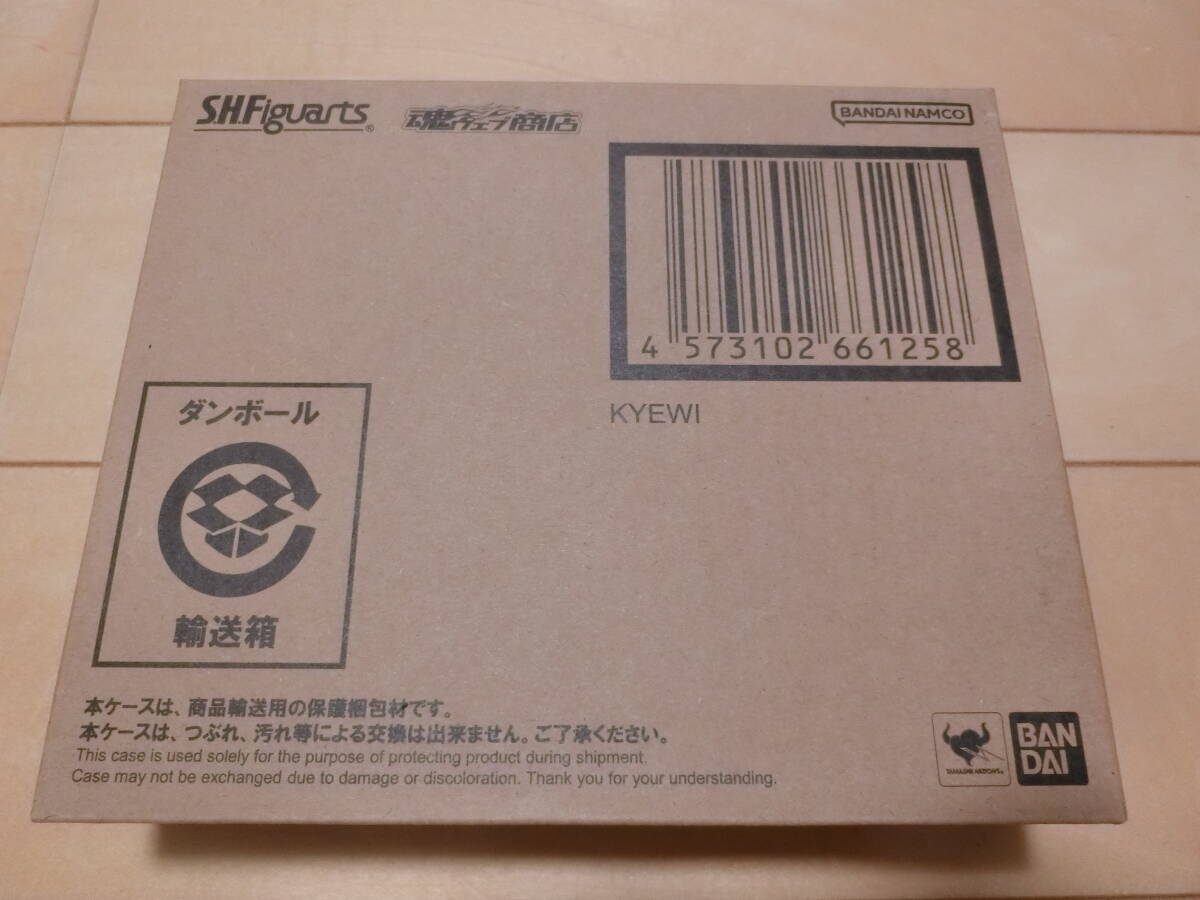 S.H.Figuarts®
魂ウェブ商店
BANDAI NAMCO
4 573102 661258
KYEWI
ダンボール
輸送箱
本ケースは、商品輸送用の保護梱包材です。
本ケースは、つぶれ、汚れ等による交換は出来ません。ご了承ください。
This case is used solely for the purpose of protecting product during shipment.
Case may not be exchanged due to damage or discoloration. Thank you for your understanding.
TAMASHII NATIONS
BAN
DAI